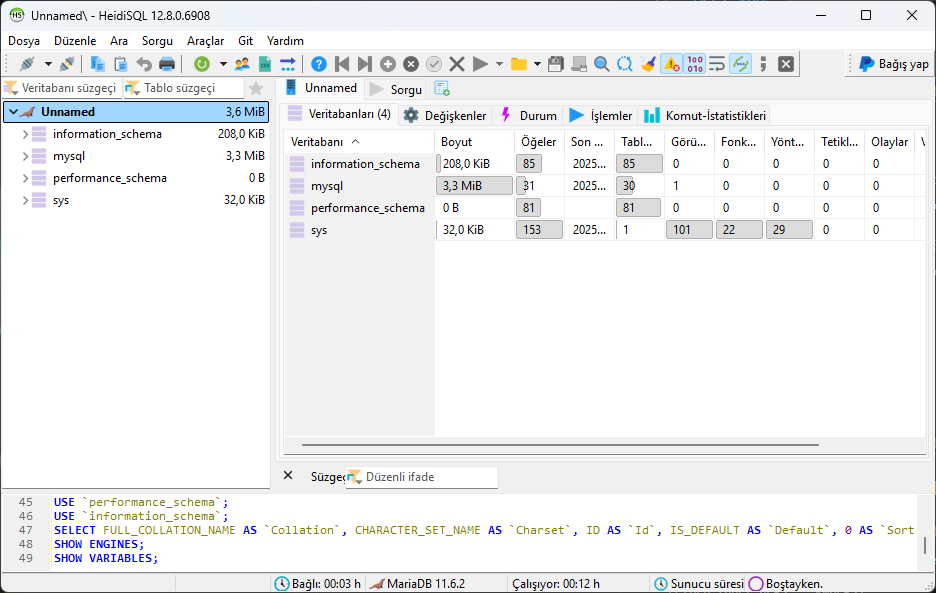 Unnamed\ - HeidiSQL 12.8.0.6908
Dosya Düzenle Ara Sorgu Araçlar Git Yardım
Bağış yap
Veritabanı süzgeçi Tablo süzgeçi
Unnamed 3,6 MiB
information_schema 208,0 KiB
mysql 3,3 MiB
performance_schema 0 B
sys 32,0 KiB
Unnamed Sorgu
Veritabanları (4) Değişkenler Durum İşlemler Komut-İstatistikleri
Veritabanı Boyut Öğeler Son ... Tabl... Görü... Fonk... Yönt... Tetikl... Olaylar
information_schema 208,0 KiB 85 2025... 85 0 0 0 0 0
mysql 3,3 MiB 31 2025... 30 1 0 0 0 0
performance_schema 0 B 81 81 0 0 0 0 0
sys 32,0 KiB 153 2025... 1 101 22 29 0 0
Süzgeç Düzenli ifade
45 USE `performance_schema`;
46 USE `information_schema`;
47 SELECT FULL_COLLATION_NAME AS `Collation`, CHARACTER_SET_NAME AS `Charset`, ID AS `Id`, IS_DEFAULT AS `Default`, 0 AS `Sort
48 SHOW ENGINES;
49 SHOW VARIABLES;
Bağlı: 00:03 h MariaDB 11.6.2 Çalışıyor: 00:12 h Sunucu süresi Boştayken.